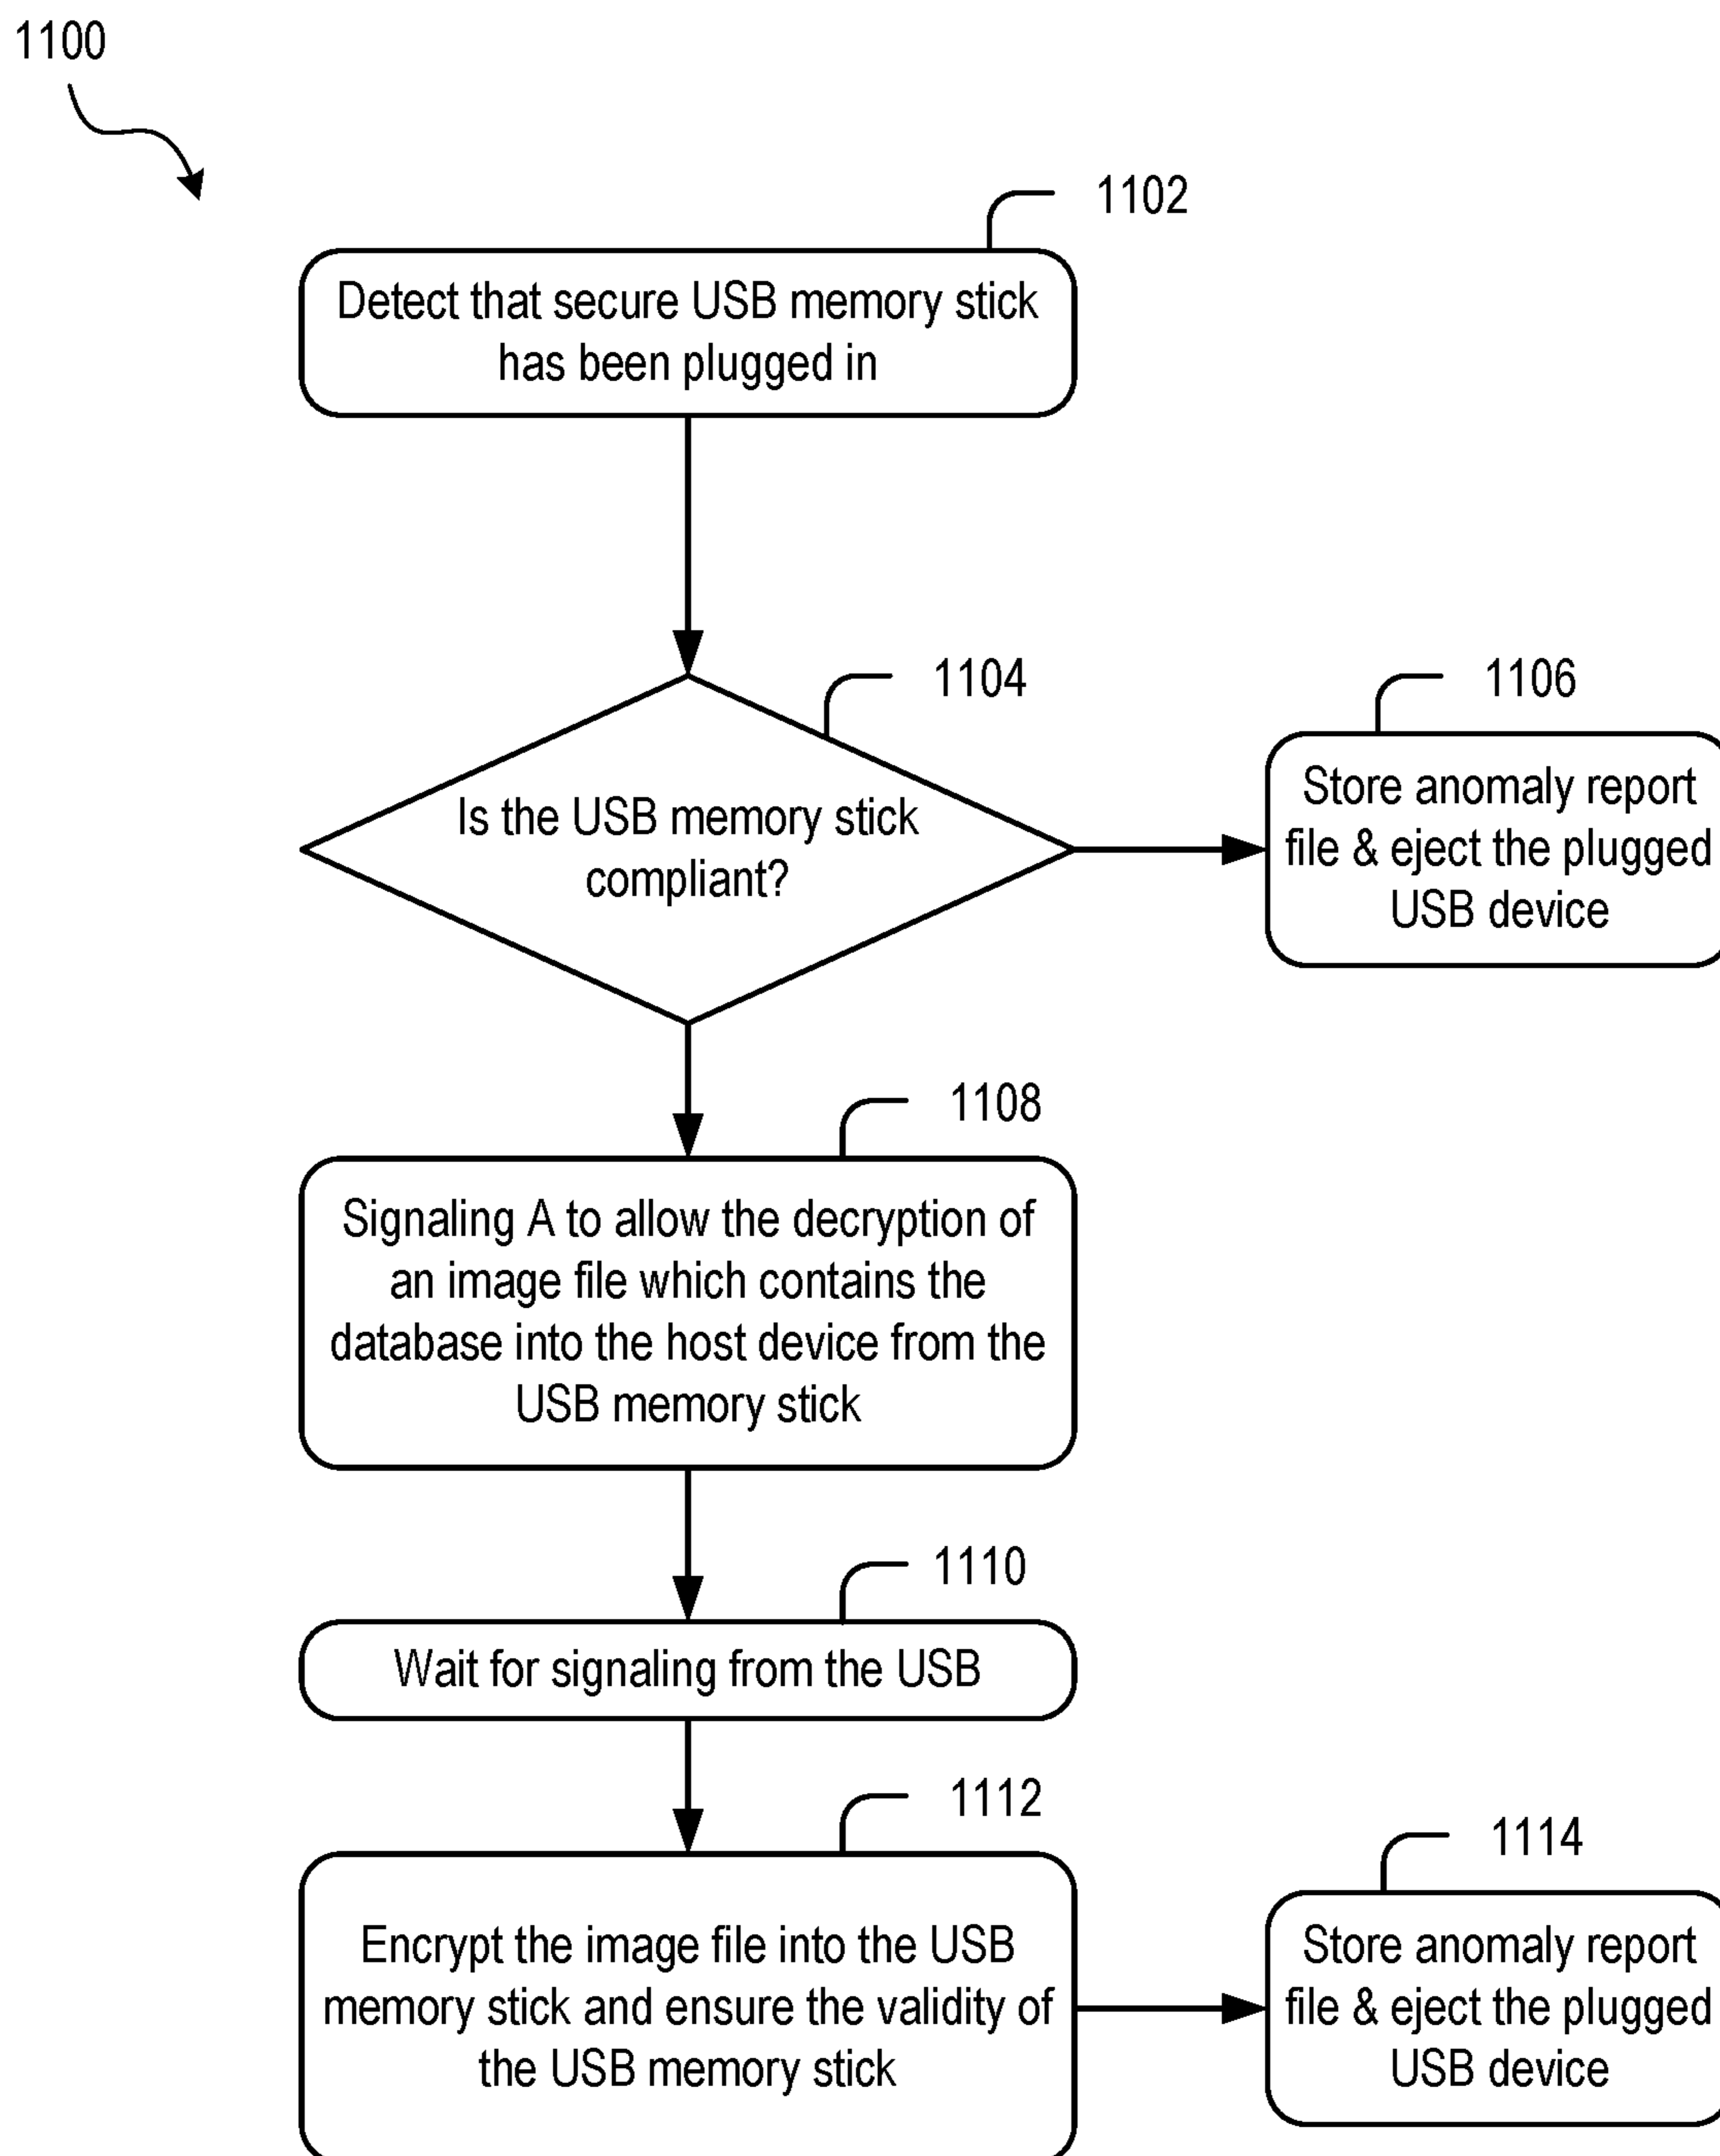 1100
1102
Detect that secure USB memory stick
has been plugged in
1104
Is the USB memory stick
compliant?
1106
Store anomaly report
file & eject the plugged
USB device
1108
Signaling A to allow the decryption of
an image file which contains the
database into the host device from the
USB memory stick
1110
Wait for signaling from the USB
1112
Encrypt the image file into the USB
memory stick and ensure the validity of
the USB memory stick
1114
Store anomaly report
file & eject the plugged
USB device